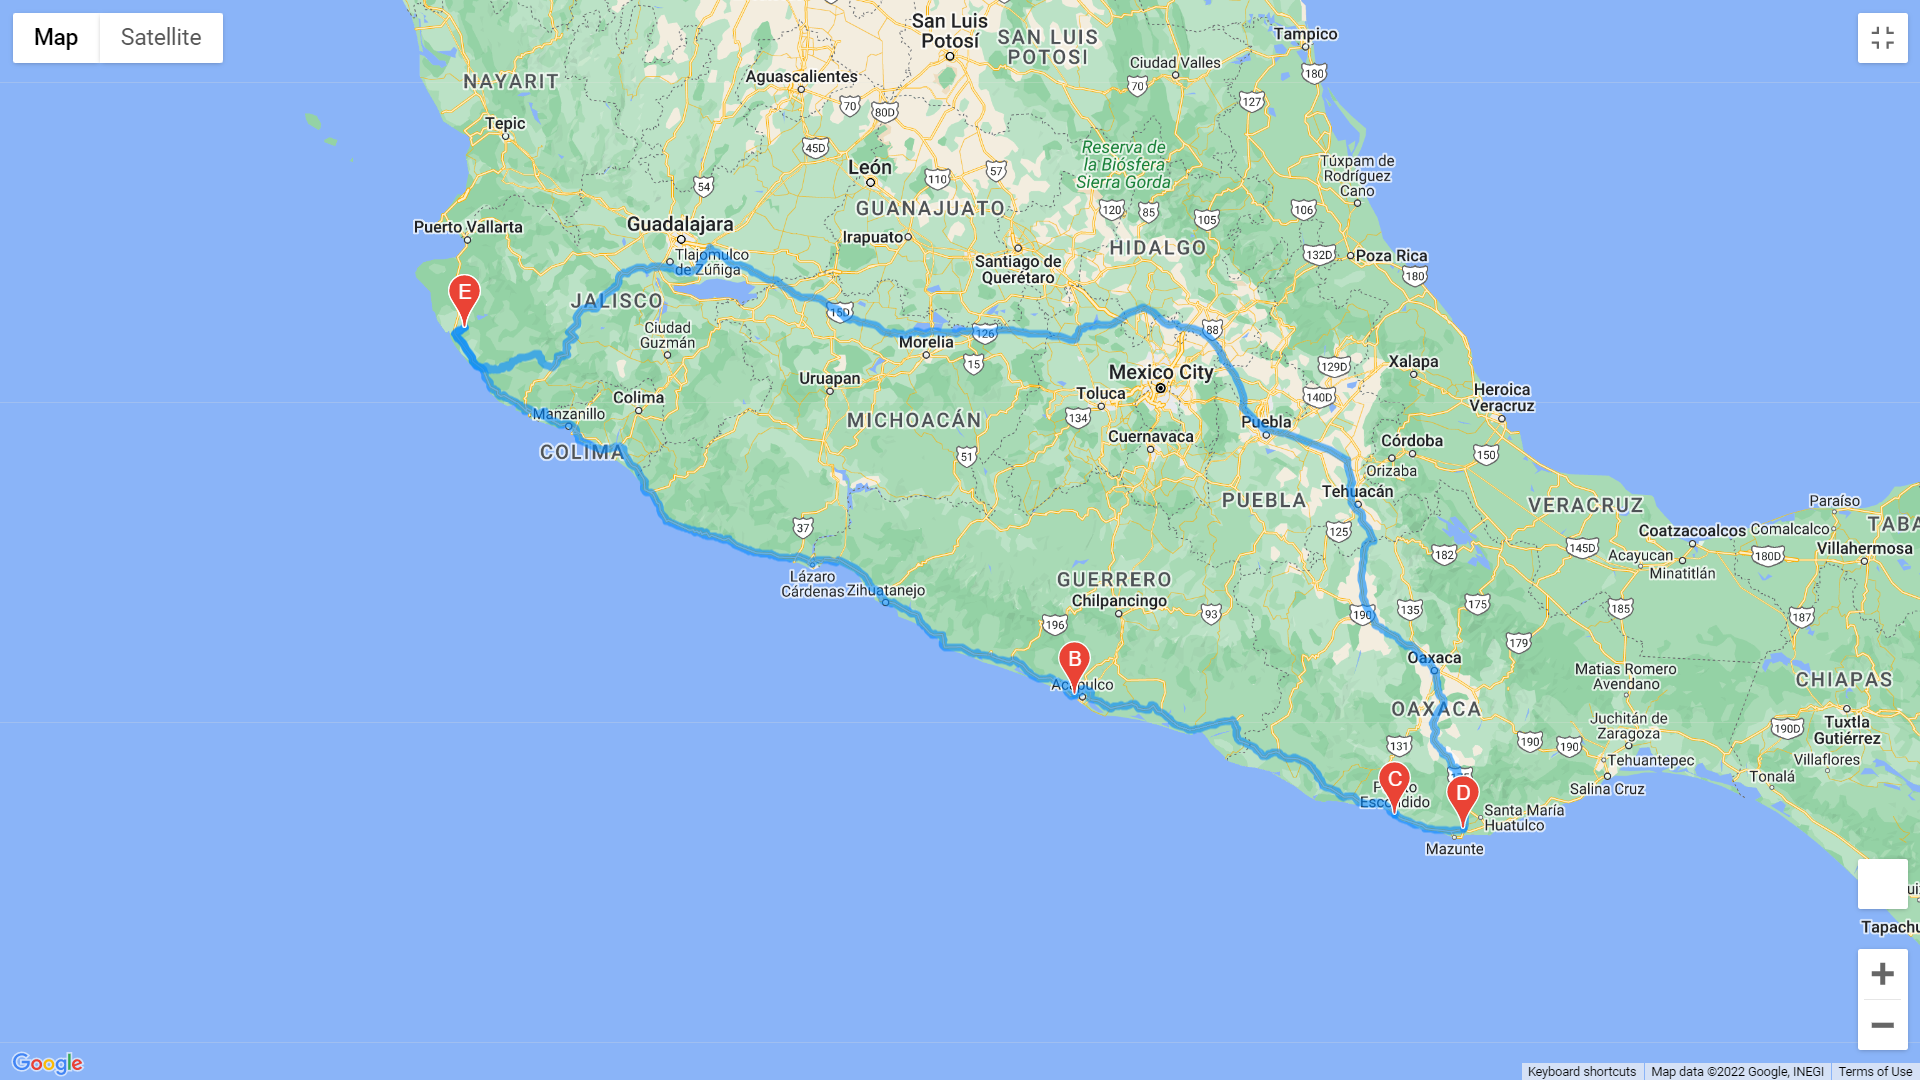 Map
Satellite
San Luis
Potosí
SAN LUIS
POTOSI
Tampico
Ciudad Valles
180
NAYARIT
Aguascalientes
70
127
70
80D
Tepic
45D
Reserva de
la Biósfera
Sierra Gorda
Túxpam de
Rodríguez
Cano
León
57
110
54
GUANAJUATO
120
85
105
106
Puerto Vallarta
Guadalajara
Irapuato
HIDALGO
132D
Poza Rica
Tlajomulco
de Zúñiga
Santiago de
Querétaro
180
E
JALISCO
15D
Ciudad
Guzmán
126
88
Morelia
Xalapa
15
129D
Mexico City
Uruapan
Toluca
Colima
140D
Heroica
Veracruz
Manzanillo
134
MICHOACÁN
Puebla
Cuernavaca
Córdoba
COLIMA
51
150
Orizaba
Tehuacán
PUEBLA
VERACRUZ
Paraíso
37
125
Coatzacoalcos
Comalcalco
TABA
182
145D
Acayucan
180D
Villahermosa
Minatitlán
Lázaro
Cárdenas
Zihuatanejo
GUERRERO
Chilpancingo
196
93
190
135
175
185
187
179
B
Oaxaca
Matias Romero
Avendano
CHIAPAS
Acapulco
OAXACA
Juchitán de
Zaragoza
190D
Tuxtla
Gutiérrez
131
190
190
Tehuantepec
Villaflores
C
D
Tonalá
Salina Cruz
Escondido
Santa María
Huatulco
Mazunte
Tapachu
Google
Keyboard shortcuts
Map data ©2022 Google, INEGI
Terms of Use